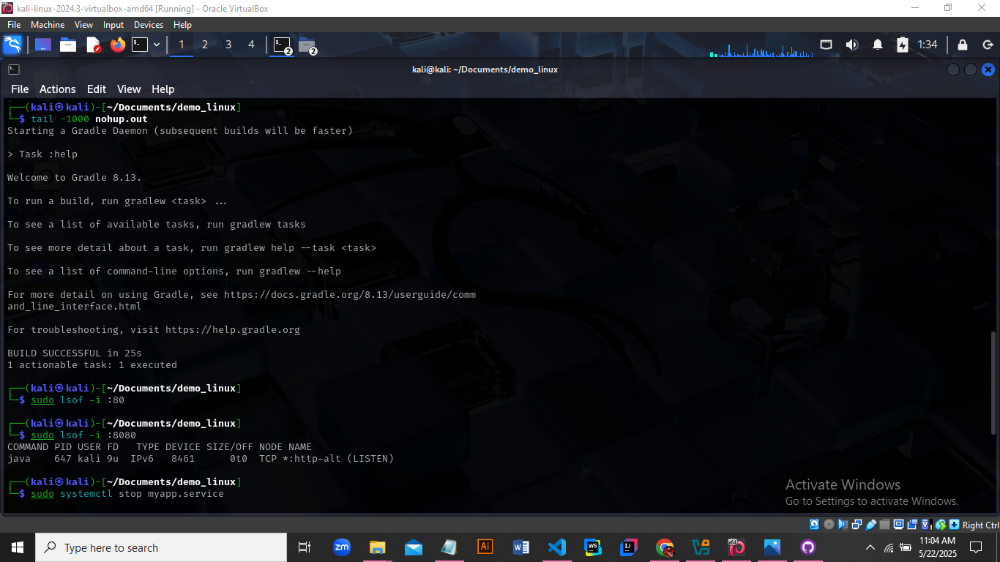 kali-linux-2024.3-virtualbox-amd64 [Running] - Oracle VirtualBox
File Machine View Input Devices Help
1 2 3 4 2 2 1:34
kali@kali: ~/Documents/demo_linux
File Actions Edit View Help
┌──(kali㉿kali)-[~/Documents/demo_linux]
└─$ tail -1000 nohup.out
Starting a Gradle Daemon (subsequent builds will be faster)
> Task :help
Welcome to Gradle 8.13.
To run a build, run gradlew <task> ...
File System
To see a list of available tasks, run gradlew tasks
To see more detail about a task, run gradlew help --task <task>
To see a list of command-line options, run gradlew --help
For more detail on using Gradle, see https://docs.gradle.org/8.13/userguide/comm
and_line_interface.html
For troubleshooting, visit https://help.gradle.org
BUILD SUCCESSFUL in 25s
1 actionable task: 1 executed
┌──(kali㉿kali)-[~/Documents/demo_linux]
└─$ sudo lsof -i :80
┌──(kali㉿kali)-[~/Documents/demo_linux]
└─$ sudo lsof -i :8080
COMMAND PID USER FD   TYPE DEVICE SIZE/OFF NODE NAME
java    647 kali 9u  IPv6   8461      0t0  TCP *:http-alt (LISTEN)
┌──(kali㉿kali)-[~/Documents/demo_linux]
└─$ sudo systemctl stop myapp.service
Activate Windows
Go to Settings to activate Windows.
Right Ctrl
Type here to search
zm
Ai
W
WS
IJ
x64
11:04 AM
5/22/2025